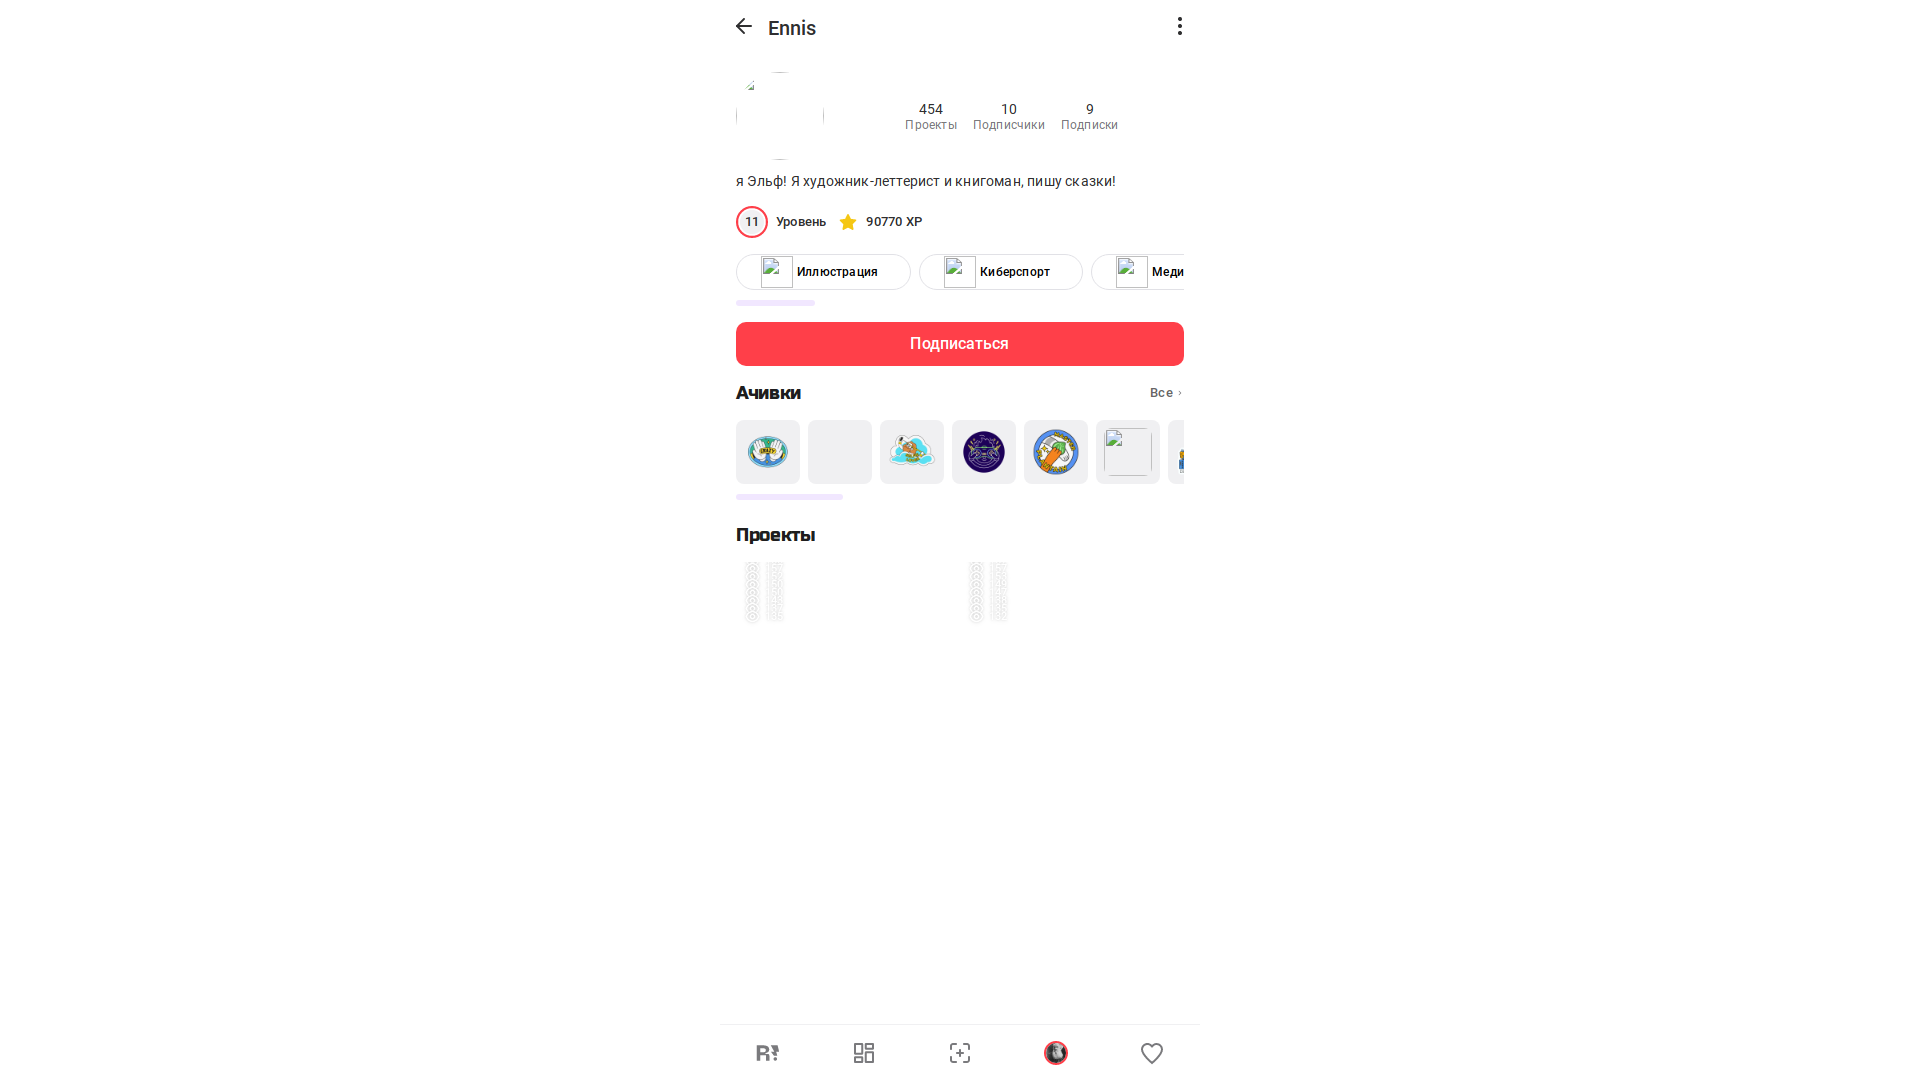 Ennis
454
Проекты
10
Подписчики
9
Подписки
я Эльф! Я художник-леттерист и книгоман, пишу сказки!
11 Уровень 90770 XP
Иллюстрация Киберспорт Меди
Подписаться
Ачивки Все
Проекты
R